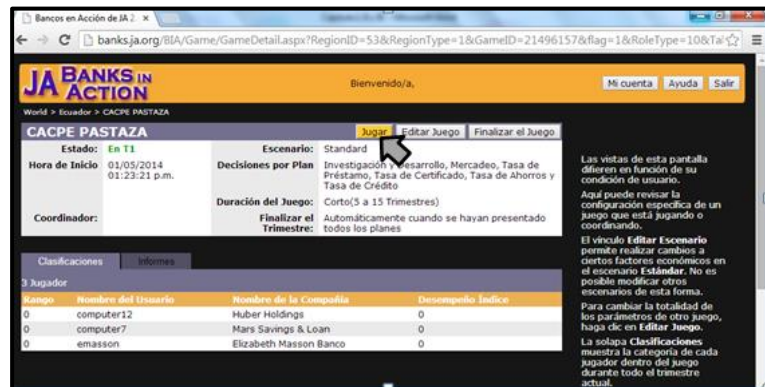 Bancos en Acción de JA 2
banks.ja.org/BIA/Game/GameDetail.aspx?RegionID=53&RegionType=1&GameID=21496157&flag=1&RoleType=10&Tai
JA BANKS IN ACTION
Bienvenido/a,
Mi cuenta Ayuda Salir
World > Ecuador > CACPE PASTAZA
CACPE PASTAZA
Jugar Editar Juego Finalizar el Juego
Estado: En T1
Escenario: Standard
Hora de Inicio 01/05/2014
01:23:21 p.m.
Decisiones por Plan Investigación y Desarrollo, Mercadeo, Tasa de
Préstamo, Tasa de Certificado, Tasa de Ahorros y
Tasa de Crédito
Duración del Juego: Corto(5 a 15 Trimestres)
Coordinador:
Finalizar el Trimestre: Automáticamente cuando se hayan presentado
todos los planes
Clasificaciones Informes
3 Jugador
Rango Nombre del Usuario Nombre de la Compañía Desempeño Índice
0 computer12 Huber Holdings 0
0 computer7 Mars Savings & Loan 0
0 emasson Elizabeth Masson Banco 0
Las vistas de esta pantalla
difieren en función de su
condición de usuario.
Aquí puede revisar la
configuración específica de un
juego que está jugando o
coordinando.
El vínculo Editar Escenario
permite realizar cambios a
ciertos factores económicos en
el escenario Estándar. No es
posible modificar otros
escenarios de esta forma.
Para cambiar la totalidad de
los parámetros de otro juego,
haga clic en Editar Juego.
La solapa Clasificaciones
muestra la categoría de cada
jugador dentro del juego
durante todo el trimestre
actual.